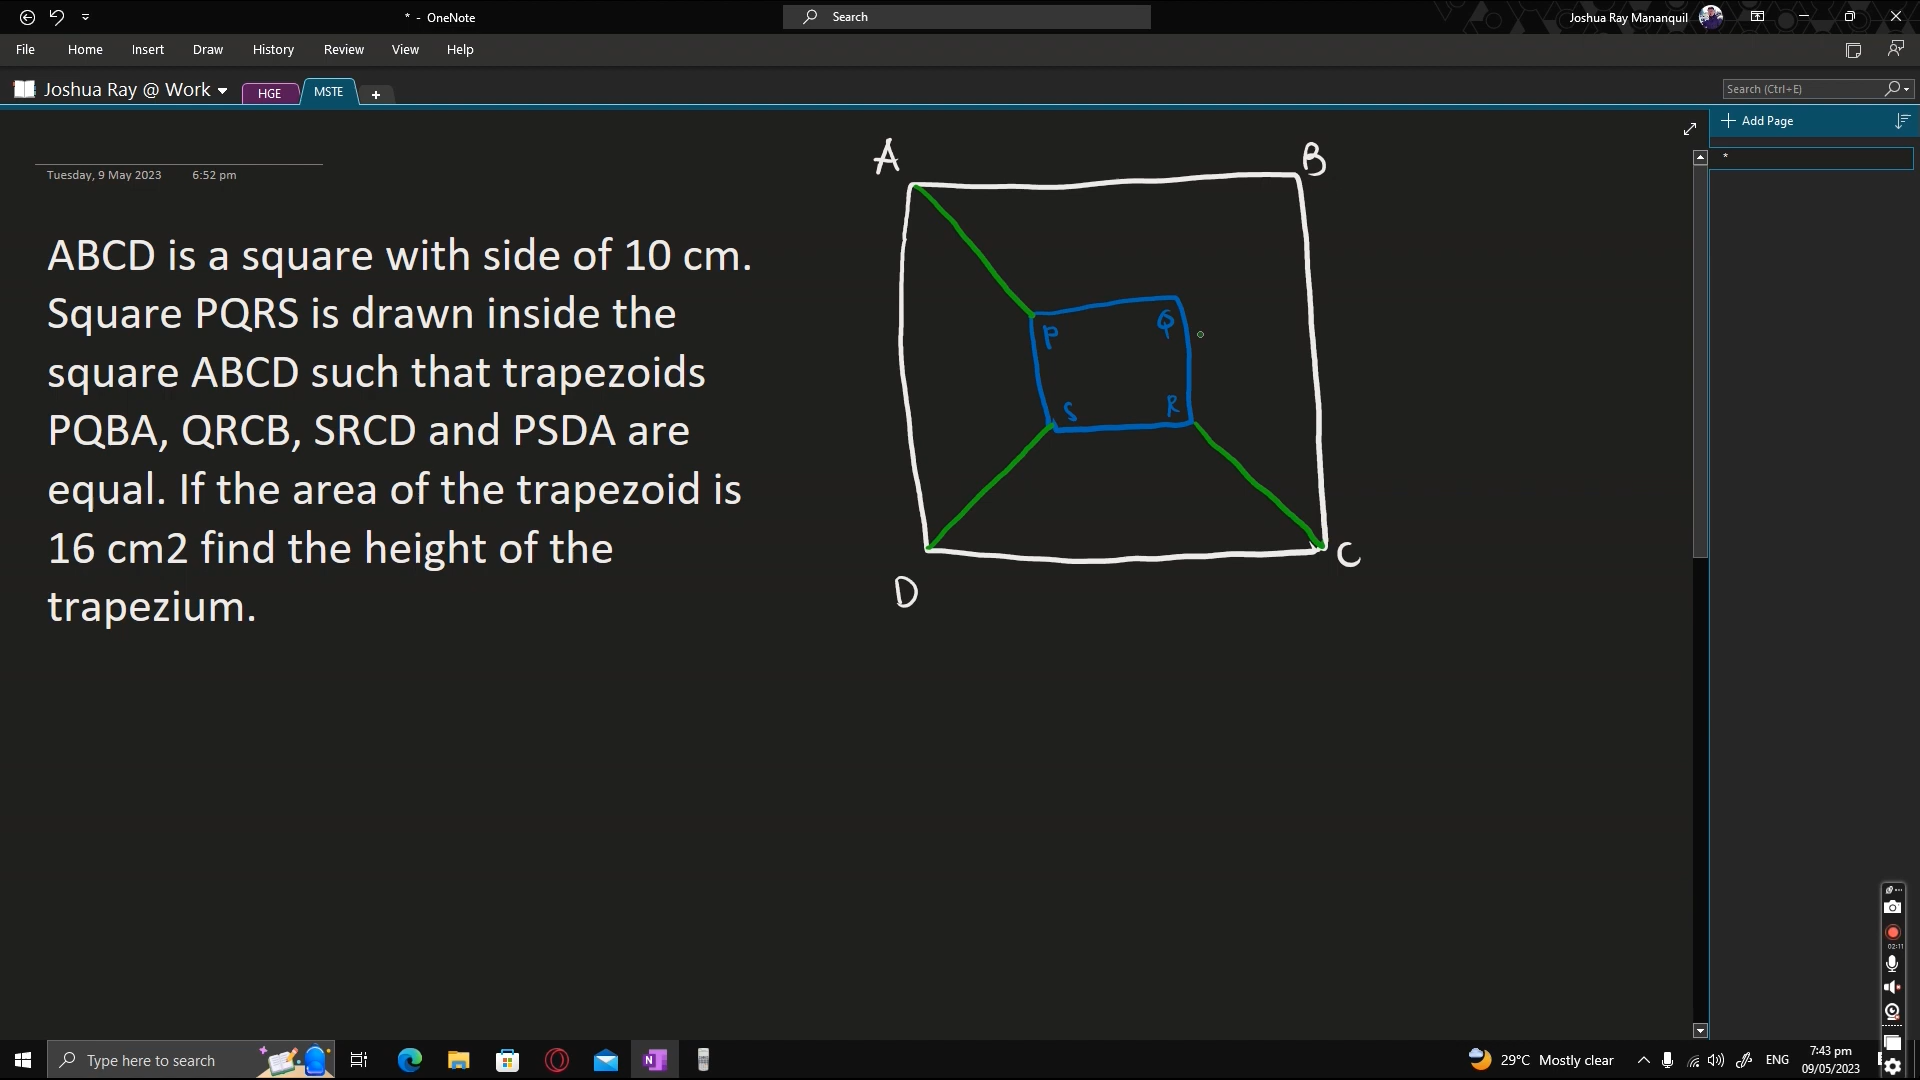 * - OneNote
Search
Joshua Ray Mananquil
File Home Insert Draw History Review View Help
Joshua Ray @ Work HGE MSTE +
Search (Ctrl+E)
Add Page
*
Tuesday, 9 May 2023 6:52 pm
ABCD is a square with side of 10 cm.
Square PQRS is drawn inside the
square ABCD such that trapezoids
PQBA, QRCB, SRCD and PSDA are
equal. If the area of the trapezoid is
16 cm2 find the height of the
trapezium.
A B
P Q
S R
D C
02:11
Type here to search
29°C Mostly clear
ENG
7:43 pm
09/05/2023